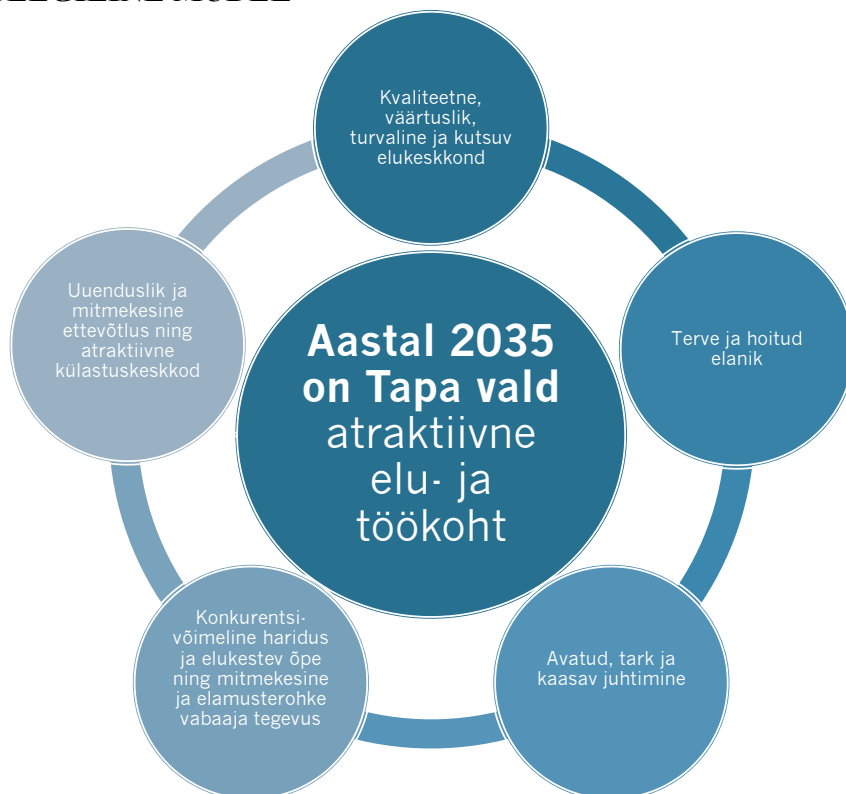 Kvaliteetne,
väärtuslik,
turvaline ja kutsuv
elukeskkond
Terve ja hoitud
elanik
Avatud, tark ja
kaasav juhtimine
Konkurentsi-
võimeline haridus
ja elukestev õpe
ning mitmekesine
ja elamusterohke
vabaaja tegevus
Uuenduslik ja
mitmekesine
ettevõtlus ning
atraktiivne
külastuskeskkod
Aastal 2035
on Tapa vald
atraktiivne
elu- ja
töökoht